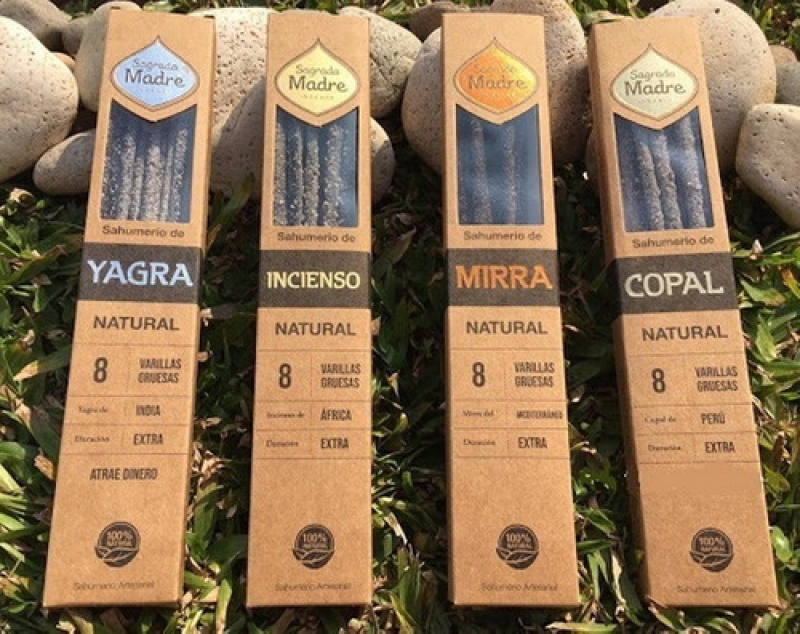 Sagrada
Madre
Sahumerio de
YAGRA
NATURAL
8
VARILLAS
GRUESAS
Yagra de
INDIA
Duración
EXTRA
ATRAE DINERO
100%
NATURAL
Sahumerio Artesanal
Sagrada
Madre
Sahumerio de
INCIENSO
NATURAL
8
VARILLAS
GRUESAS
Incienso de
ÁFRICA
Duración
EXTRA
100%
NATURAL
Sahumerio Artesanal
Sagrada
Madre
Sahumerio de
MIRRA
NATURAL
8
VARILLAS
GRUESAS
Mirra del
MEDITERRÁNEO
Duración
EXTRA
100%
NATURAL
Sahumerio Artesanal
Sagrada
Madre
Sahumerio de
COPAL
NATURAL
8
VARILLAS
GRUESAS
Copal de
PERÚ
Duración
EXTRA
100%
NATURAL
Sahumerio Artesanal